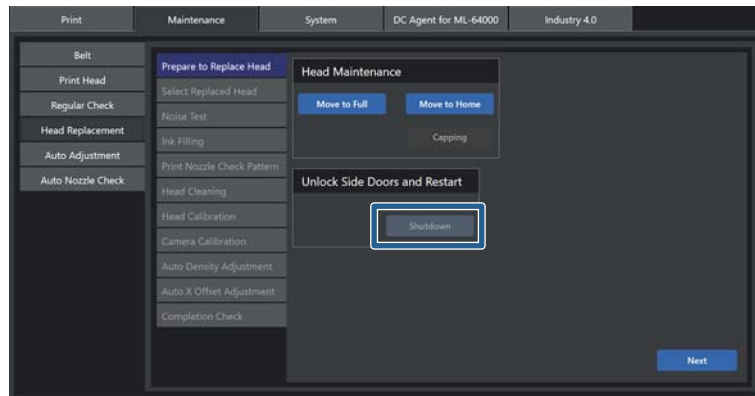 Print
Maintenance
System
DC Agent for ML-64000
Industry 4.0
Belt
Print Head
Regular Check
Head Replacement
Auto Adjustment
Auto Nozzle Check
Prepare to Replace Head
Select Replaced Head
Noise Test
Ink Filling
Print Nozzle Check Pattern
Head Cleaning
Head Calibration
Camera Calibration
Auto Density Adjustment
Auto X Offset Adjustment
Completion Check
Head Maintenance
Move to Full
Move to Home
Capping
Unlock Side Doors and Restart
Shutdown
Next